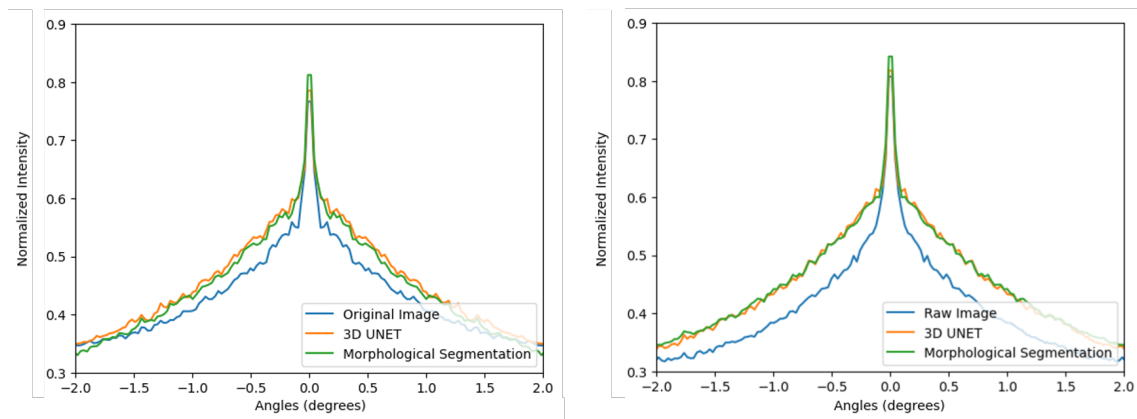 0.9
0.8
0.7
0.6
0.5
0.4
0.3
Normalized Intensity
Original Image
3D UNET
Morphological Segmentation
−2.0 −1.5 −1.0 −0.5 0.0 0.5 1.0 1.5 2.0
Angles (degrees)
0.9
0.8
0.7
0.6
0.5
0.4
0.3
Normalized Intensity
Raw Image
3D UNET
Morphological Segmentation
−2.0 −1.5 −1.0 −0.5 0.0 0.5 1.0 1.5 2.0
Angles (degrees)